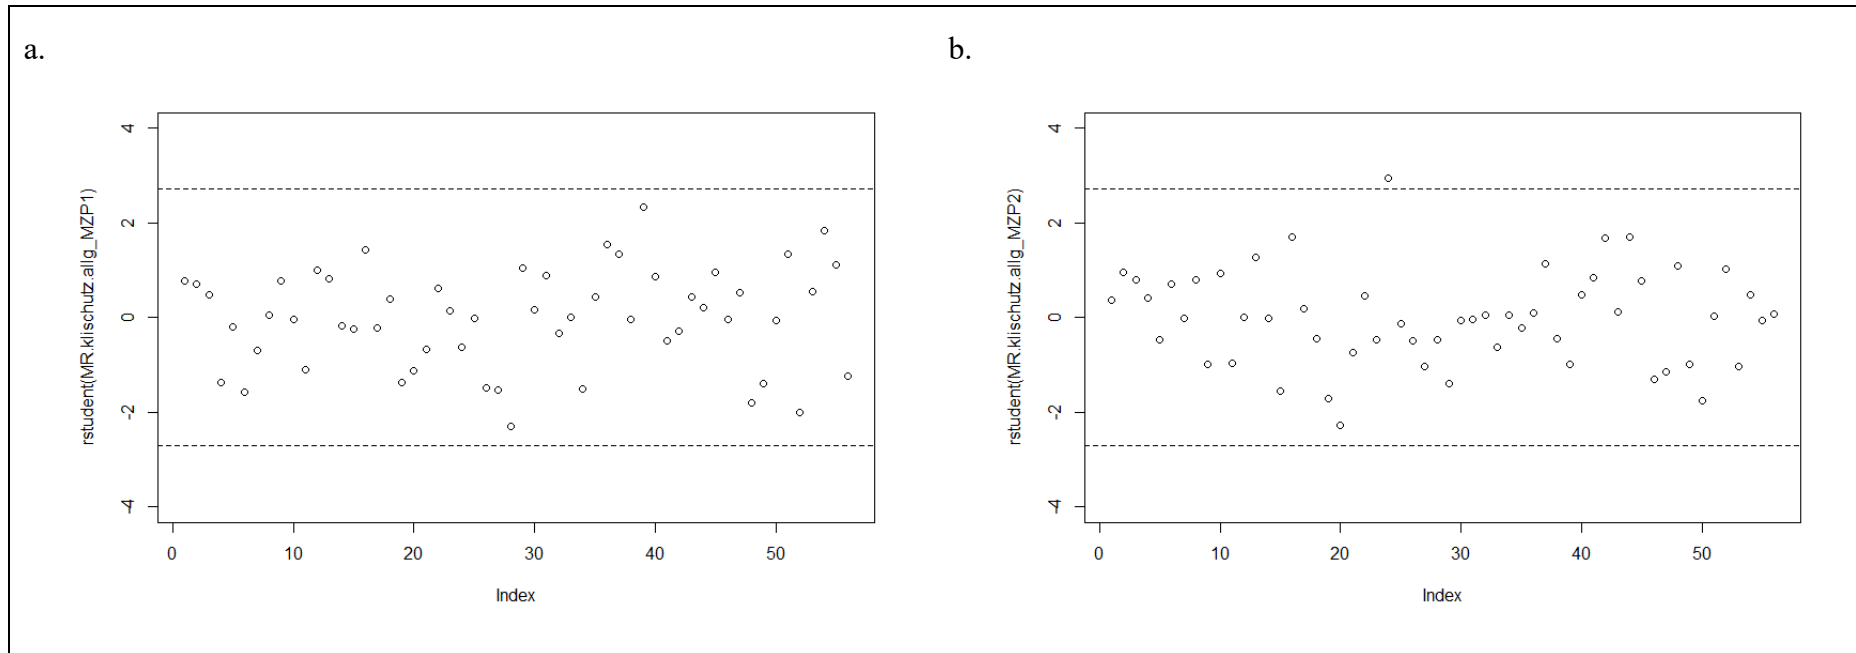 a.
4
2
0
-2
-4
rstudent(MR.klischutz.allg_MZP1)
0 10 20 30 40 50
Index
b.
4
2
0
-2
-4
rstudent(MR.klischutz.allg_MZP2)
0 10 20 30 40 50
Index